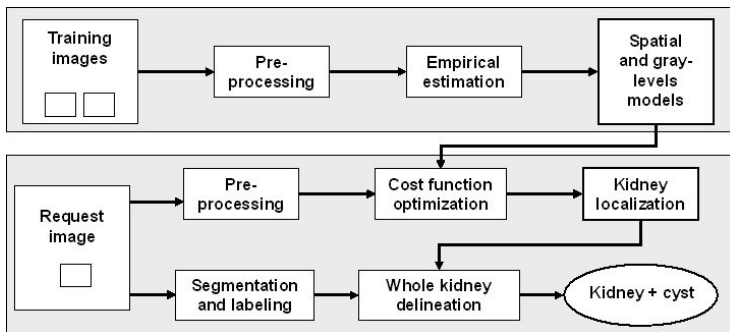 Training
images
Pre-
processing
Empirical
estimation
Spatial
and gray-
levels
models
Request
image
Pre-
processing
Cost function
optimization
Kidney
localization
Segmentation
and labeling
Whole kidney
delineation
Kidney + cyst